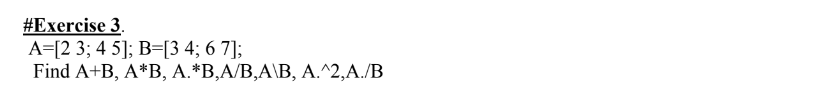 #Exercise 3.
A=[2 3; 4 5]; B=[3 4; 6 7];
Find A+B, A*B, A.*B,A/B,A\B, A.^2,A./B